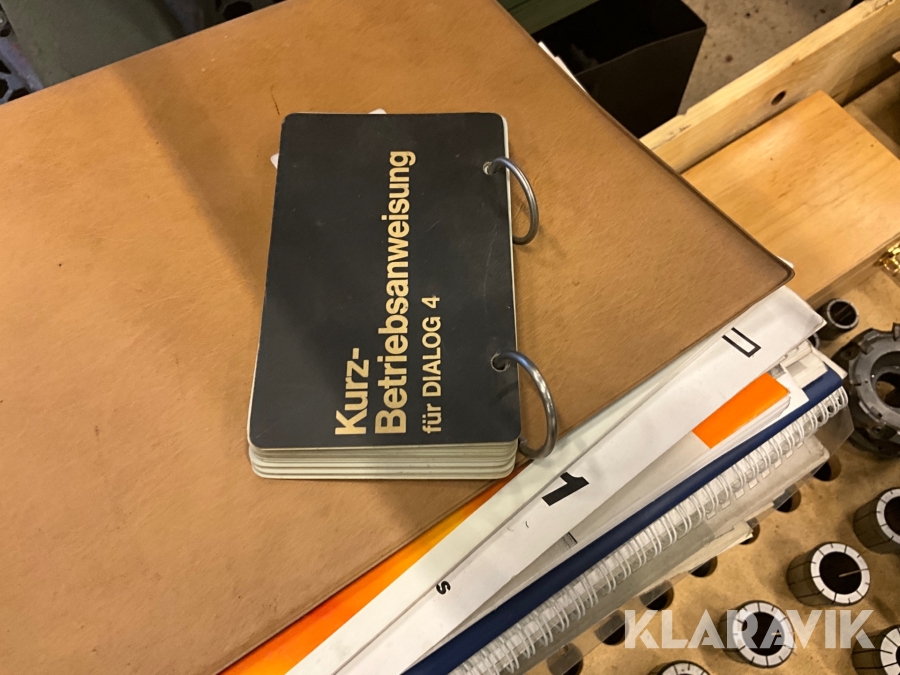 Kurz-
Betriebsanweisung
für DIALOG 4
1
s
KLARAVIK